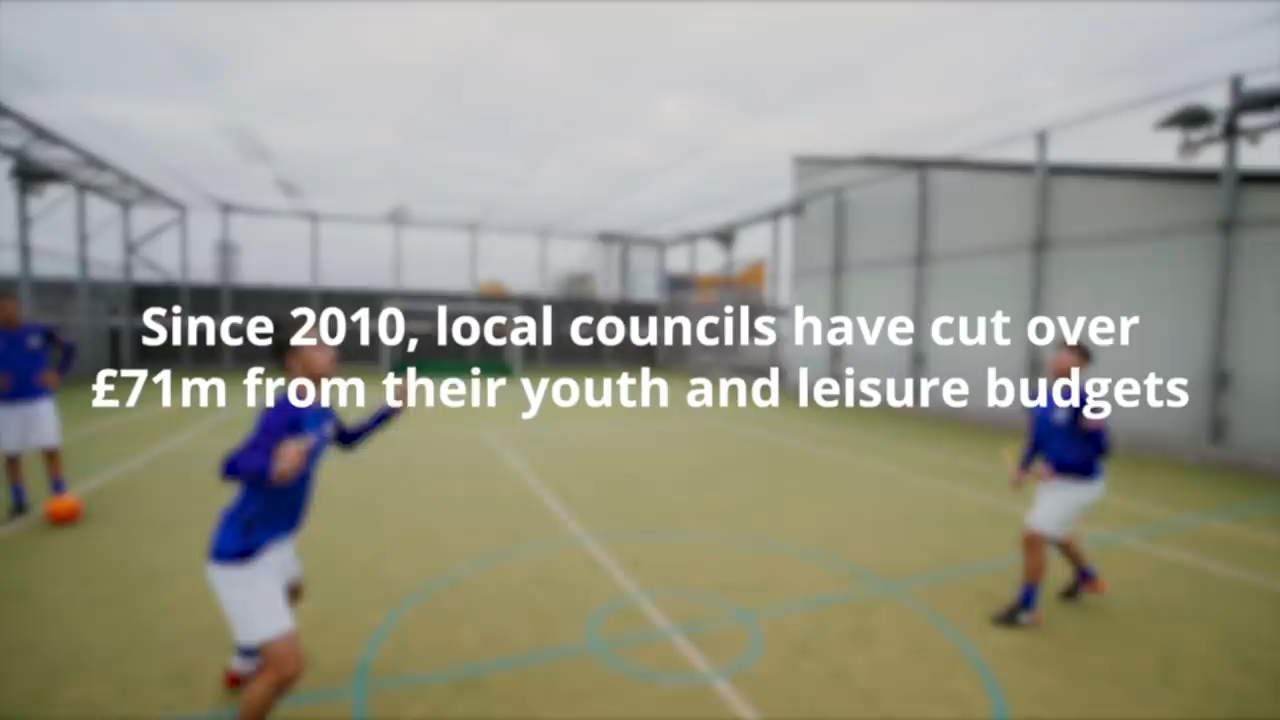 Since 2010, local councils have cut over
£71m from their youth and leisure budgets